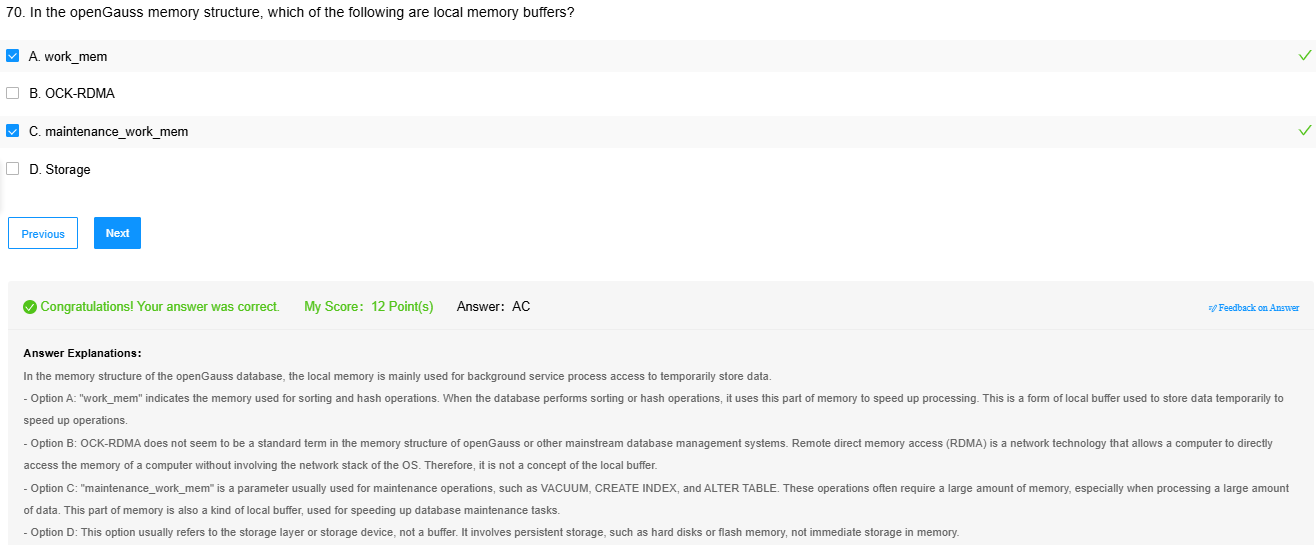 70. In the openGauss memory structure, which of the following are local memory buffers?
A. work_mem
B. OCK-RDMA
C. maintenance_work_mem
D. Storage
Previous Next
Congratulations! Your answer was correct. My Score: 12 Point(s) Answer: AC Feedback on Answer
Answer Explanations:
In the memory structure of the openGauss database, the local memory is mainly used for background service process access to temporarily store data.
- Option A: "work_mem" indicates the memory used for sorting and hash operations. When the database performs sorting or hash operations, it uses this part of memory to speed up processing. This is a form of local buffer used to store data temporarily to
speed up operations.
- Option B: OCK-RDMA does not seem to be a standard term in the memory structure of openGauss or other mainstream database management systems. Remote direct memory access (RDMA) is a network technology that allows a computer to directly
access the memory of a computer without involving the network stack of the OS. Therefore, it is not a concept of the local buffer.
- Option C: "maintenance_work_mem" is a parameter usually used for maintenance operations, such as VACUUM, CREATE INDEX, and ALTER TABLE. These operations often require a large amount of memory, especially when processing a large amount
of data. This part of memory is also a kind of local buffer, used for speeding up database maintenance tasks.
- Option D: This option usually refers to the storage layer or storage device, not a buffer. It involves persistent storage, such as hard disks or flash memory, not immediate storage in memory.